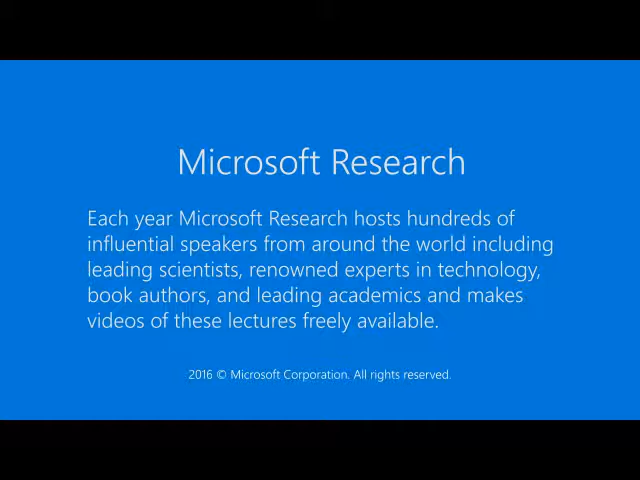 Microsoft Research
Each year Microsoft Research hosts hundreds of
influential speakers from around the world including
leading scientists, renowned experts in technology,
book authors, and leading academics and makes
videos of these lectures freely available.
2016 © Microsoft Corporation. All rights reserved.